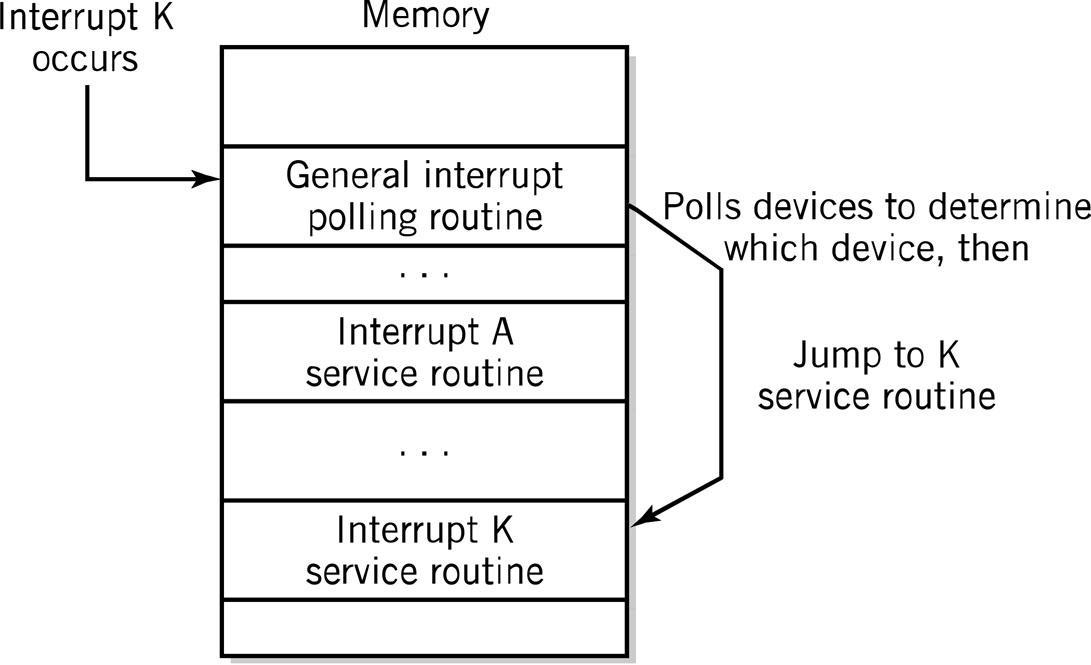 Interrupt K
occurs
Memory
General interrupt
polling routine
. . .
Interrupt A
service routine
. . .
Interrupt K
service routine
Polls devices to determine
which device, then
Jump to K
service routine